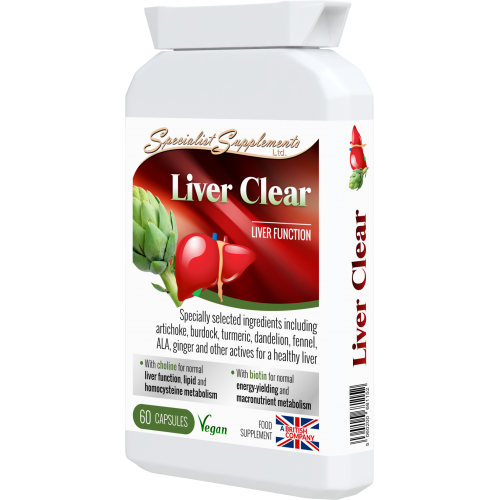 Specialist Supplements
Ltd.
Liver Clear
LIVER FUNCTION
Specially selected ingredients including
artichoke, burdock, turmeric, dandelion, fennel,
ALA, ginger and other actives for a healthy liver
• With choline for normal
liver function, lipid and
homocysteine metabolism
• With biotin for normal
energy-yielding and
macronutrient metabolism
60 CAPSULES
Vegan
FOOD
SUPPLEMENT
A BRITISH
COMPANY
Liver Clear